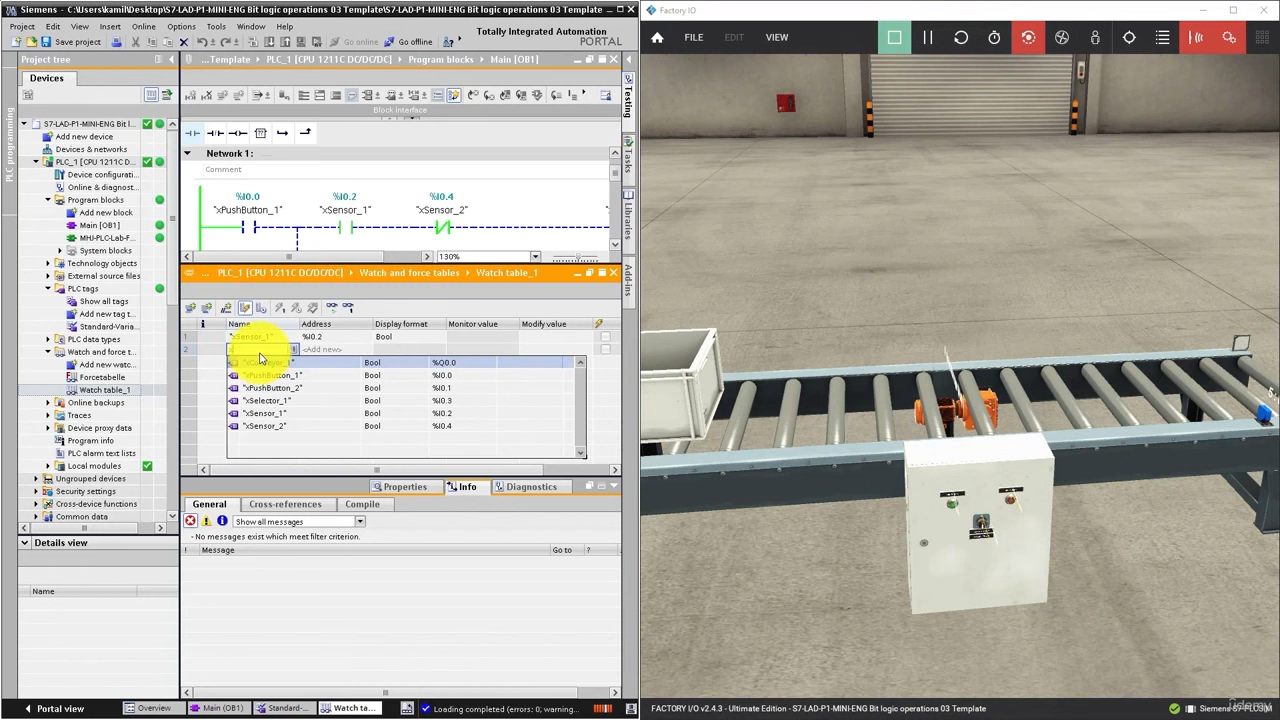 Siemens - C:\Users\kamil\Desktop\S7-LAD-P1-MINI-ENG Bit logic operations 03 Template\S7-LAD-P1-MINI-ENG Bit logic operations 03 Template
Project Edit View Insert Online Options Tools Window Help
Save project Go online Go offline
Totally Integrated Automation
PORTAL
Project tree
Devices
PLC programming
S7-LAD-P1-MINI-ENG Bit l...
Add new device
Devices & networks
PLC_1 [CPU 1211C D...
Device configurati...
Online & diagnost...
Program blocks
Add new block
Main [OB1]
MHJ-PLC-Lab-F...
System blocks
Technology objects
External source files
PLC tags
Show all tags
Add new tag t...
Standard-Varia...
PLC data types
Watch and force t...
Add new watc...
Forcetabelle
Watch table_1
Online backups
Traces
Device proxy data
Program info
PLC alarm text lists
Local modules
Ungrouped devices
Security settings
Cross-device functions
Common data
Details view
Name
...Template PLC_1 [CPU 1211C DC/DC/DC] Program blocks Main [OB1]
Block interface
Network 1:
Comment
%I0.0 %I0.2 %I0.4
"xPushButton_1" "xSensor_1" "xSensor_2"
130%
... PLC_1 [CPU 1211C DC/DC/DC] Watch and force tables Watch table_1
i Name Address Display format Monitor value Modify value
1 "xSensor_1" %I0.2 Bool
2 x <Add new>
"xConveyor_1" Bool %Q0.0
"xPushButton_1" Bool %I0.0
"xPushButton_2" Bool %I0.1
"xSelector_1" Bool %I0.3
"xSensor_1" Bool %I0.2
"xSensor_2" Bool %I0.4
Properties Info Diagnostics
General Cross-references Compile
Show all messages
No messages exist which meet filter criterion.
! Message Go to ?
Testing
Tasks
Libraries
Add-ins
Portal view Overview Main (OB1) Standard-... Watch ta... Loading completed (errors: 0; warning...
Factory IO
FILE EDIT VIEW
FACTORY I/O v2.4.3 - Ultimate Edition - S7-LAD-P1-MINI-ENG Bit logic operations 03 Template
Siemens S7-PLCSIM
udemy